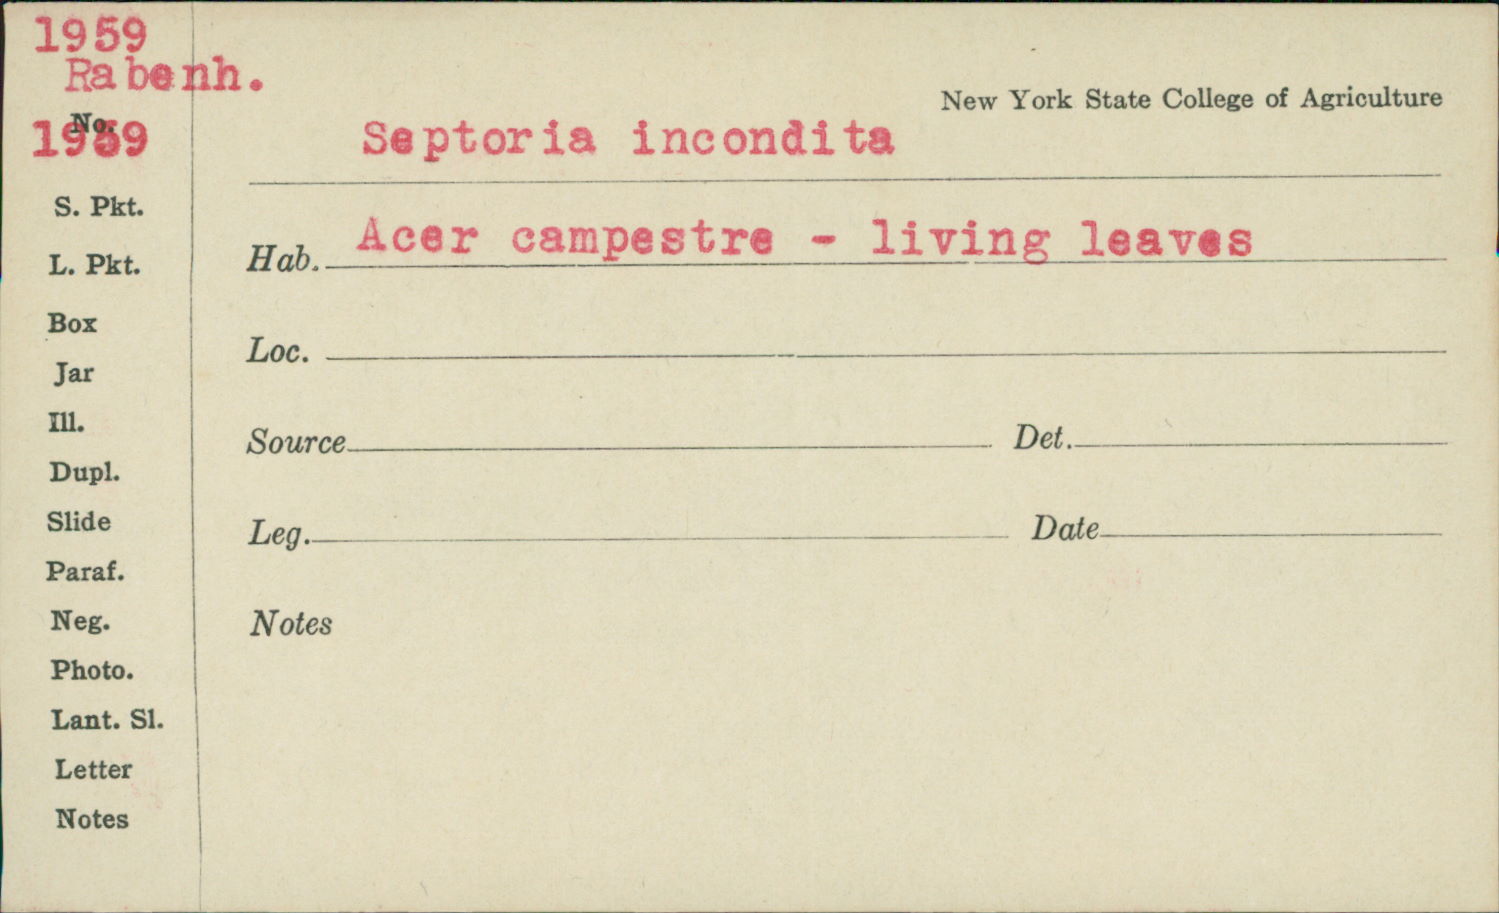 1959
Rabenh.
New York State College of Agriculture
No.
1959
Septoria incondita
S. Pkt.
Hab. Acer campestre - living leaves
L. Pkt.
Box
Loc.
Jar
Ill.
Source
Det.
Dupl.
Slide
Leg.
Date
Paraf.
Neg.
Notes
Photo.
Lant. Sl.
Letter
Notes